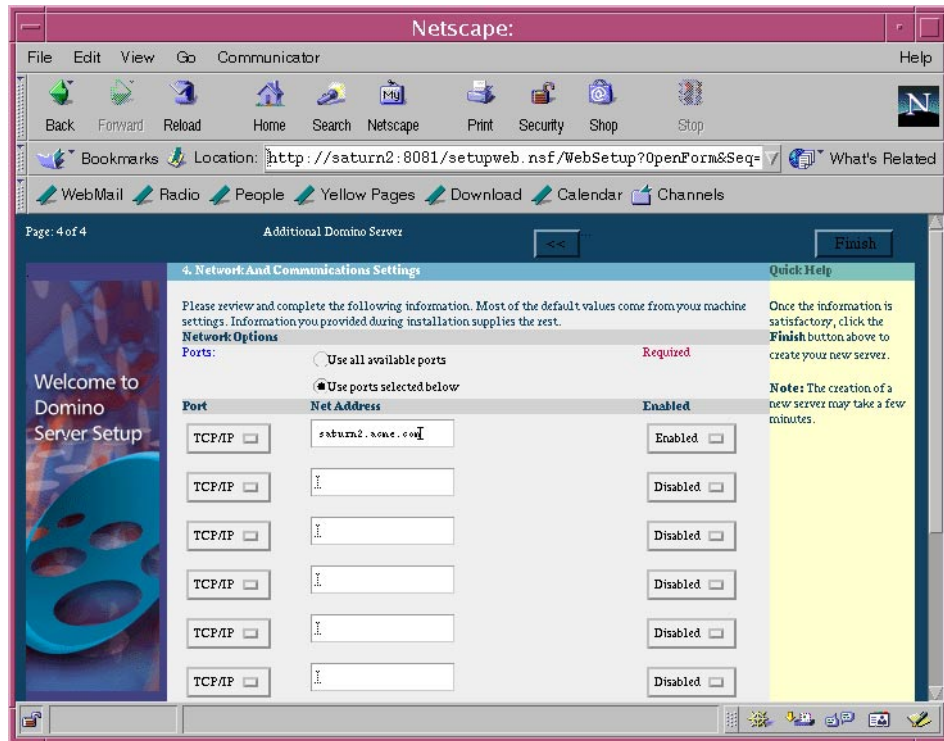 Netscape:
File Edit View Go Communicator Help
My
N
Back Forward Reload Home Search Netscape Print Security Shop Stop
Bookmarks Location: http://saturn2:8081/setupweb.nsf/WebSetup?OpenForm&Seq= What's Related
WebMail Radio People Yellow Pages Download Calendar Channels
Page: 4 of 4 Additional Domino Server << ... Finish
4. Network And Communications Settings
Please review and complete the following information. Most of the default values come from your machine
settings. Information you provided during installation supplies the rest.
Network Options
Ports: Use all available ports Required
Use ports selected below
Port Net Address Enabled
TCP/IP saturn2.acme.com Enabled
TCP/IP Disabled
TCP/IP Disabled
TCP/IP Disabled
TCP/IP Disabled
TCP/IP Disabled
Welcome to
Domino
Server Setup
Quick Help
Once the information is
satisfactory, click the
Finish button above to
create your new server.
Note: The creation of a
new server may take a few
minutes.